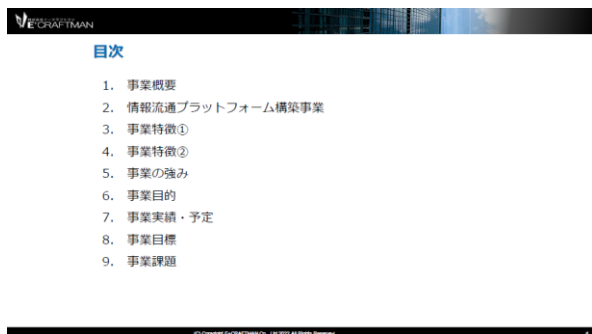 E'CRAFTMAN
目次
1. 事業概要
2. 情報流通プラットフォーム構築事業
3. 事業特徴①
4. 事業特徴②
5. 事業の強み
6. 事業目的
7. 事業実績・予定
8. 事業目標
9. 事業課題